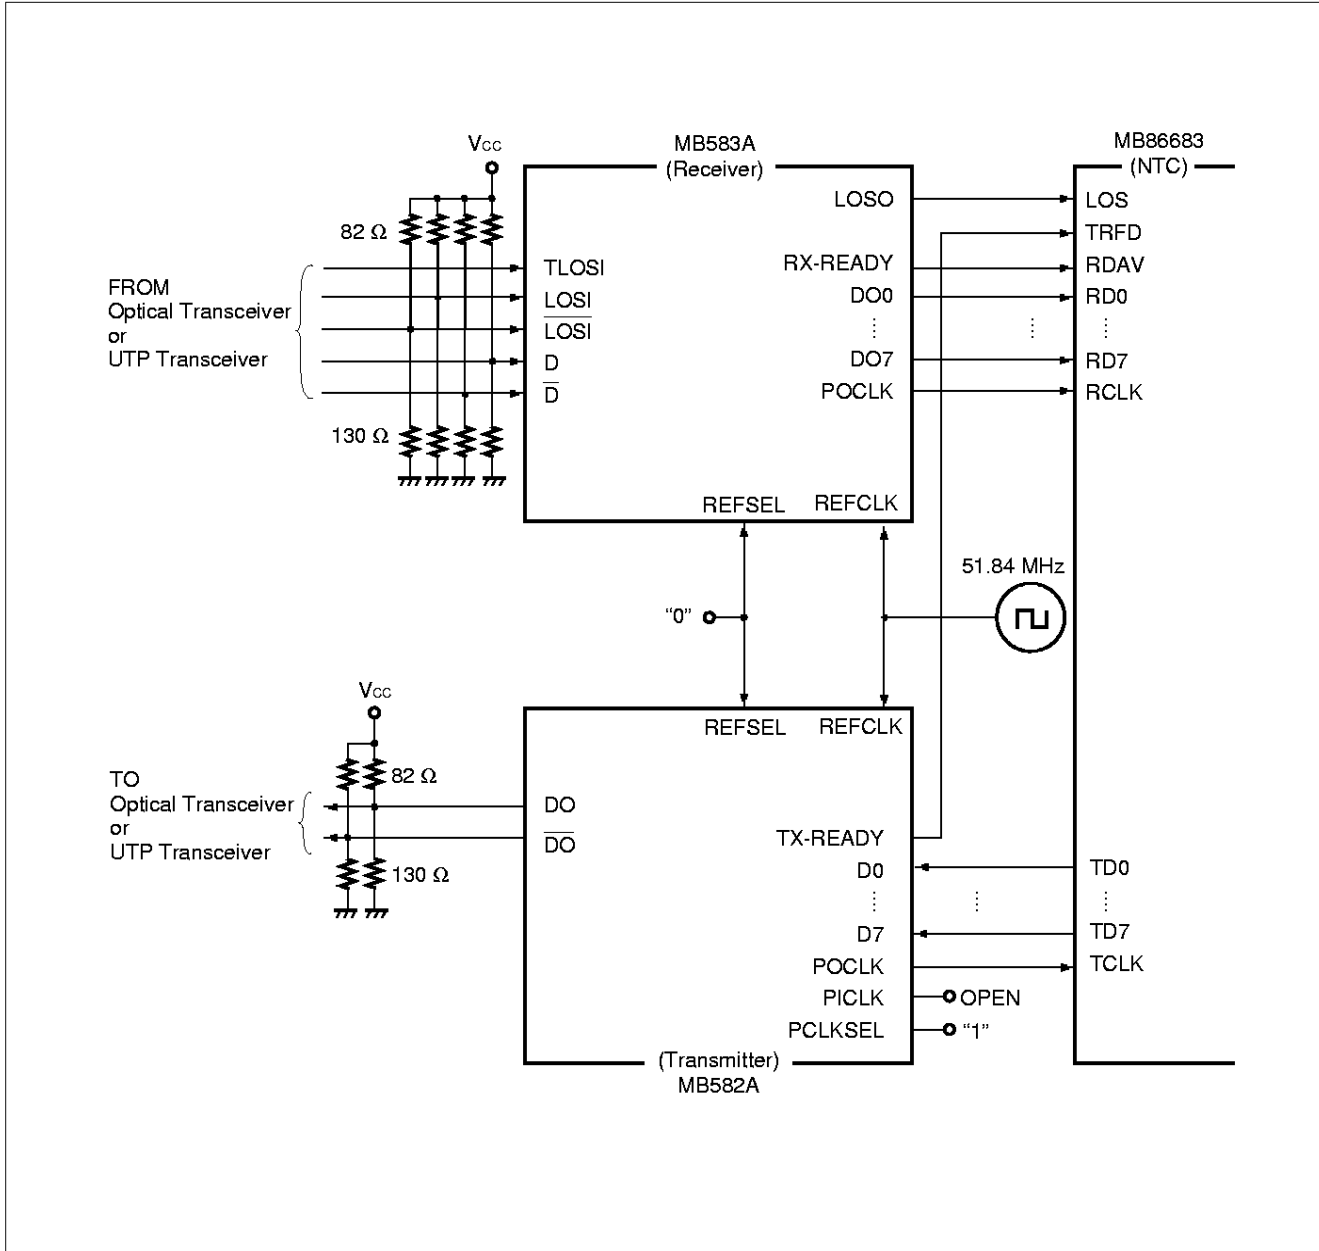 Vcc
MB583A
(Receiver)
MB86683
(NTC)
LOSO
LOS
82 Ω
TRFD
TLOSI
RX-READY
RDAV
FROM
Optical Transceiver
or
UTP Transceiver
LOSI
DO0
RD0
LOSI
D
DO7
RD7
D
POCLK
RCLK
130 Ω
REFSEL
REFCLK
51.84 MHz
“0”
Vcc
REFSEL
REFCLK
82 Ω
TO
Optical Transceiver
or
UTP Transceiver
DO
DO
TX-READY
130 Ω
D0
TD0
D7
TD7
POCLK
TCLK
PICLK
OPEN
PCLKSEL
“1”
(Transmitter)
MB582A